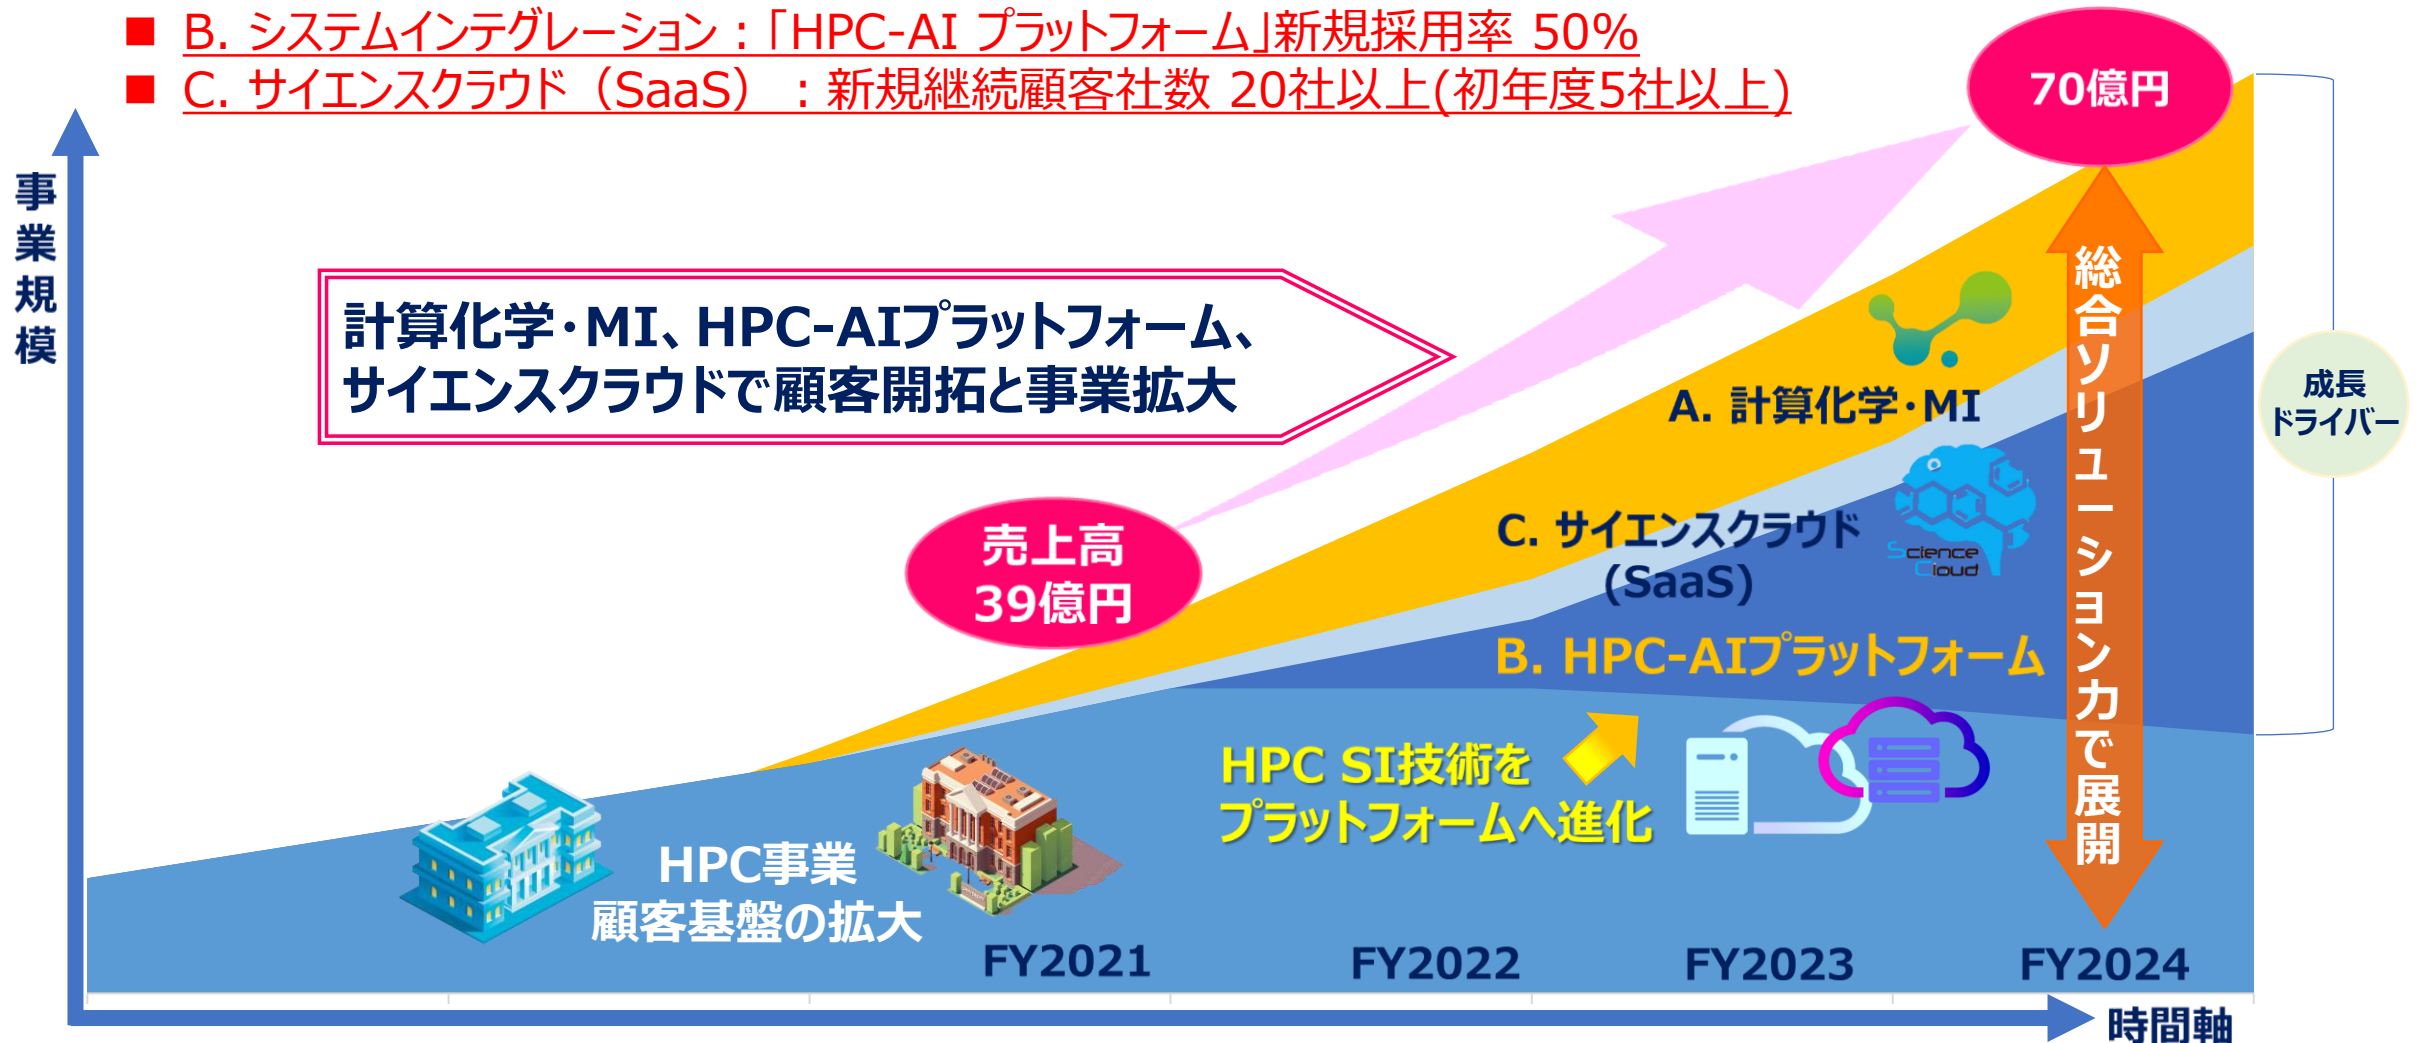 ■ B. システムインテグレーション：「HPC-AI プラットフォーム」新規採用率 50%
■ C. サイエンスクラウド（SaaS）：新規継続顧客社数 20社以上(初年度5社以上)
70億円
事業規模
計算化学・MI、HPC-AIプラットフォーム、
サイエンスクラウドで顧客開拓と事業拡大
総合ソリューション力で展開
成長
ドライバー
A. 計算化学・MI
売上高
39億円
C. サイエンスクラウド
(SaaS)
Science
Cloud
B. HPC-AIプラットフォーム
HPC SI技術を
プラットフォームへ進化
HPC事業
顧客基盤の拡大
FY2021
FY2022
FY2023
FY2024
時間軸